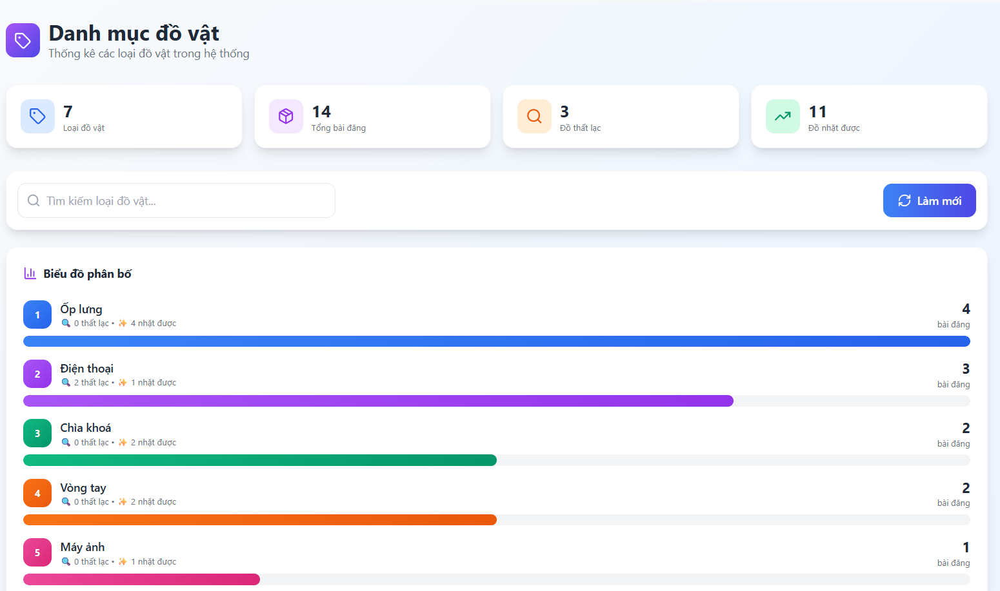 Danh mục đồ vật
Thống kê các loại đồ vật trong hệ thống
7
Loại đồ vật
14
Tổng bài đăng
3
Đồ thất lạc
11
Đồ nhặt được
Tìm kiếm loại đồ vật...
Làm mới
Biểu đồ phân bố
1
Ốp lưng
🔍 0 thất lạc • ✨ 4 nhặt được
4
bài đăng
2
Điện thoại
🔍 2 thất lạc • ✨ 1 nhặt được
3
bài đăng
3
Chìa khoá
🔍 0 thất lạc • ✨ 2 nhặt được
2
bài đăng
4
Vòng tay
🔍 0 thất lạc • ✨ 2 nhặt được
2
bài đăng
5
Máy ảnh
🔍 0 thất lạc • ✨ 1 nhặt được
1
bài đăng